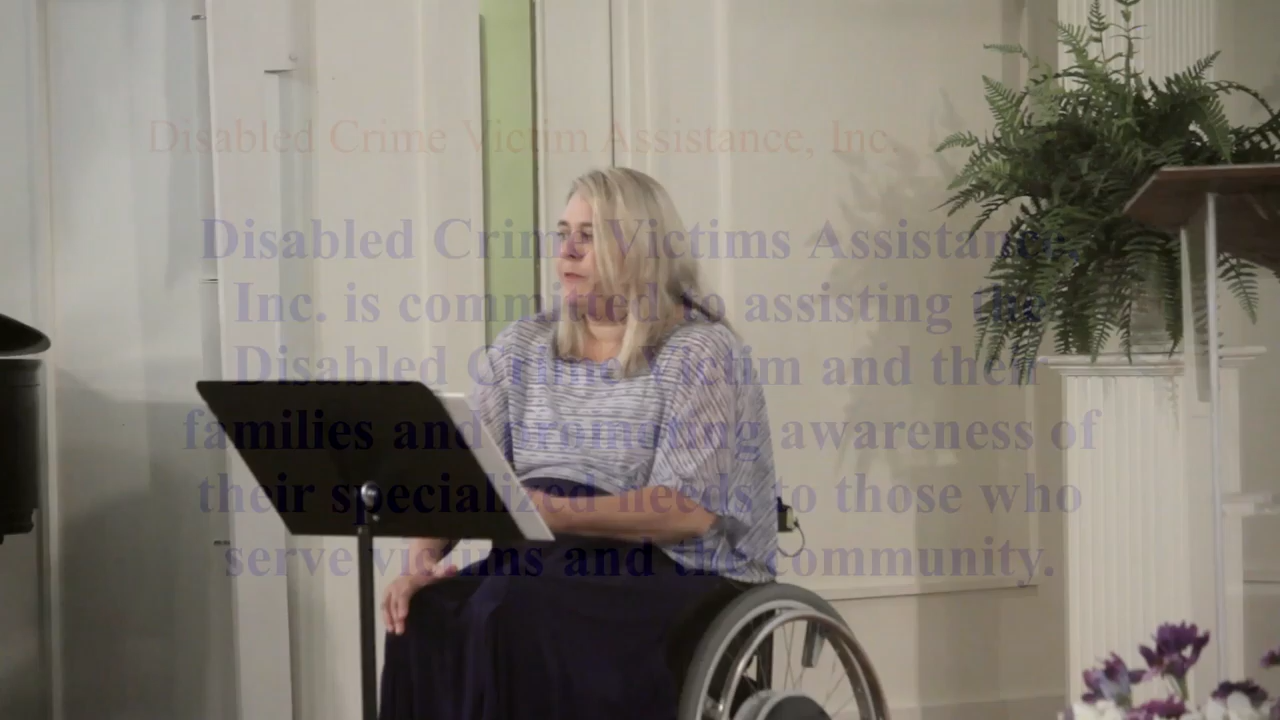 Disabled Crime Victim Assistance, Inc.
Disabled Crime Victims Assistance,
Inc. is committed to assisting the
Disabled Crime Victim and their
families and promoting awareness of
their specialized needs to those who
serve victims and the community.